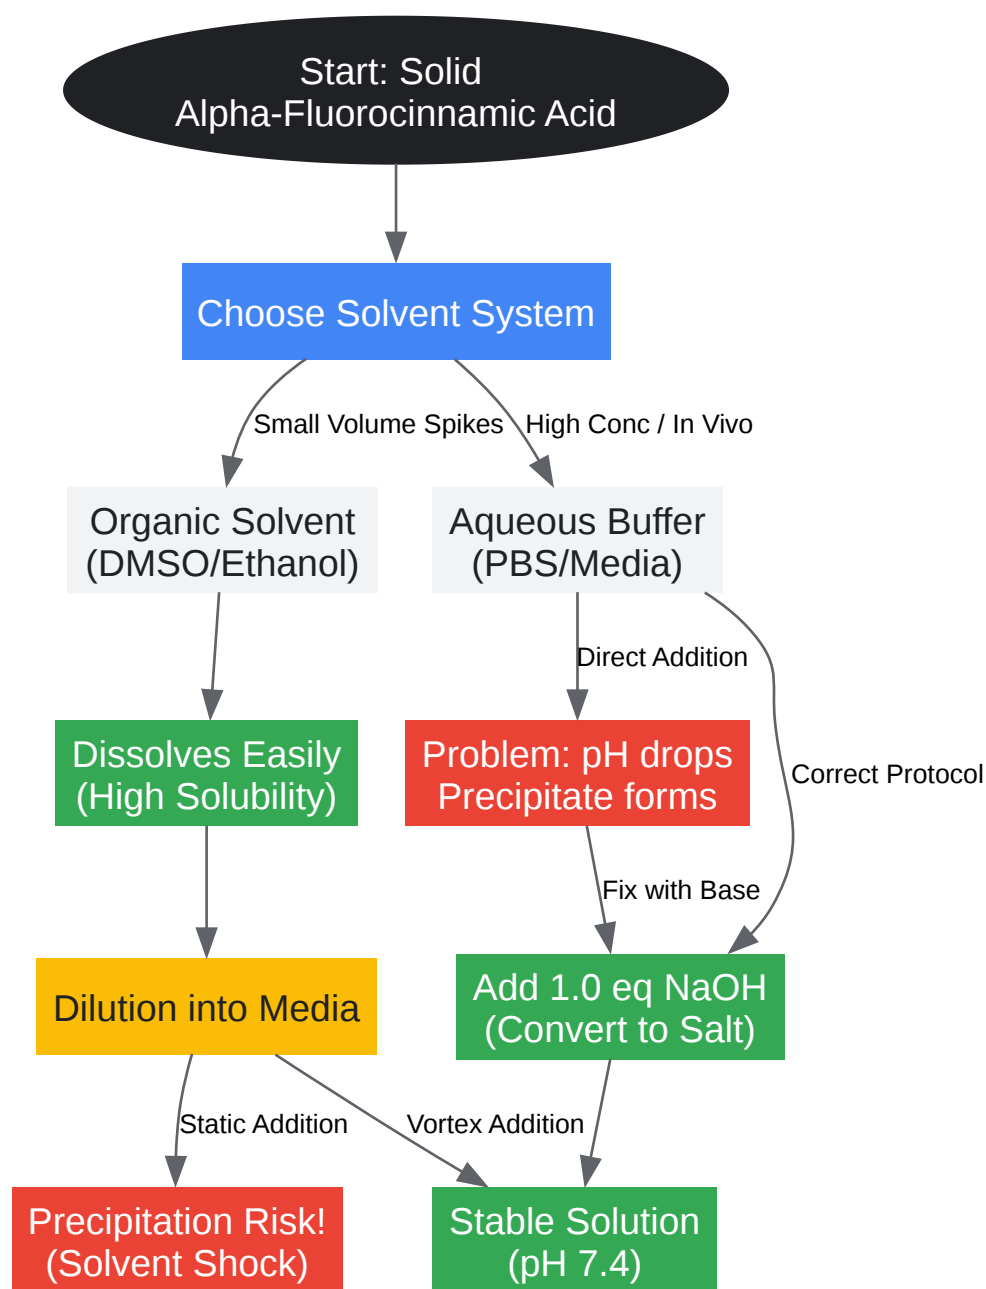 Start: Solid
Alpha-Fluorocinnamic Acid
Choose Solvent System
Small Volume Spikes
High Conc / In Vivo
Organic Solvent
(DMSO/Ethanol)
Aqueous Buffer
(PBS/Media)
Direct Addition
Dissolves Easily
(High Solubility)
Problem: pH drops
Precipitate forms
Correct Protocol
Fix with Base
Dilution into Media
Add 1.0 eq NaOH
(Convert to Salt)
Static Addition
Vortex Addition
Precipitation Risk!
(Solvent Shock)
Stable Solution
(pH 7.4)